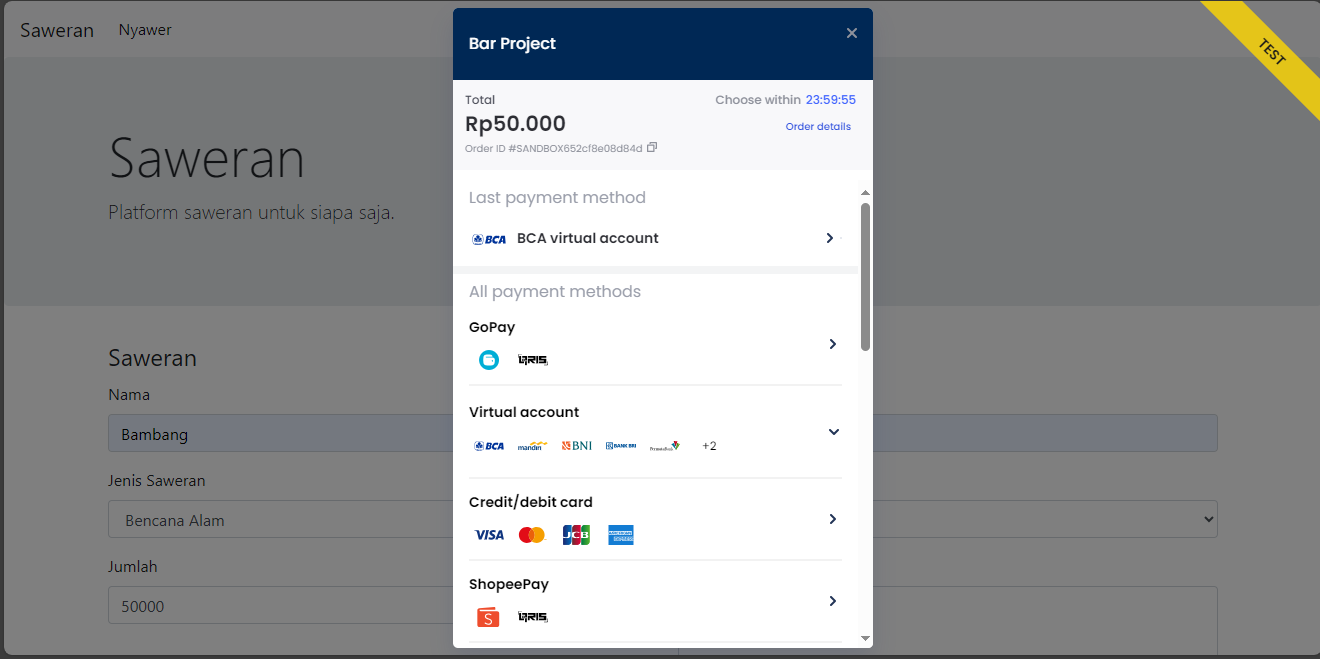 Saweran Nyawer
TEST
Saweran
Platform saweran untuk siapa saja.
Saweran
Nama
Bambang
Jenis Saweran
Bencana Alam
Jumlah
50000
Bar Project
Total
Choose within 23:59:55
Rp50.000
Order details
Order ID #SANDBOX652cf8e08d84d
Last payment method
BCA BCA virtual account
All payment methods
GoPay
QRIS
Virtual account
BCA mandiri BNI BANK BRI PermataBank +2
Credit/debit card
VISA JCB
ShopeePay
S QRIS